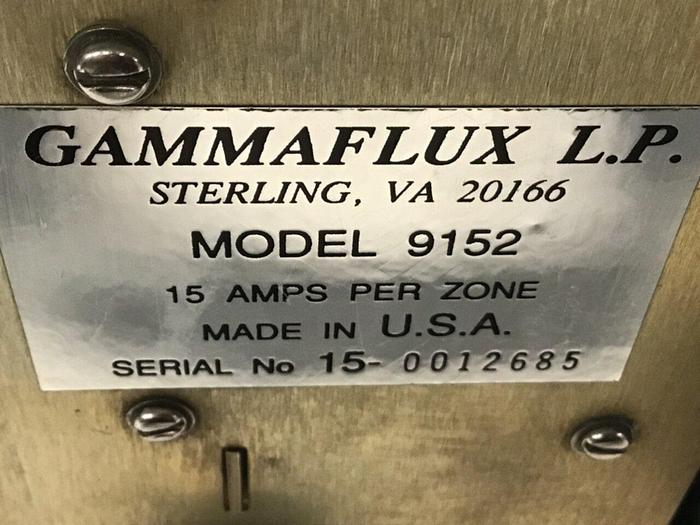 GAMMAFLUX L.P.
STERLING, VA 20166
MODEL 9152
15 AMPS PER ZONE
MADE IN U.S.A.
SERIAL No 15-0012685